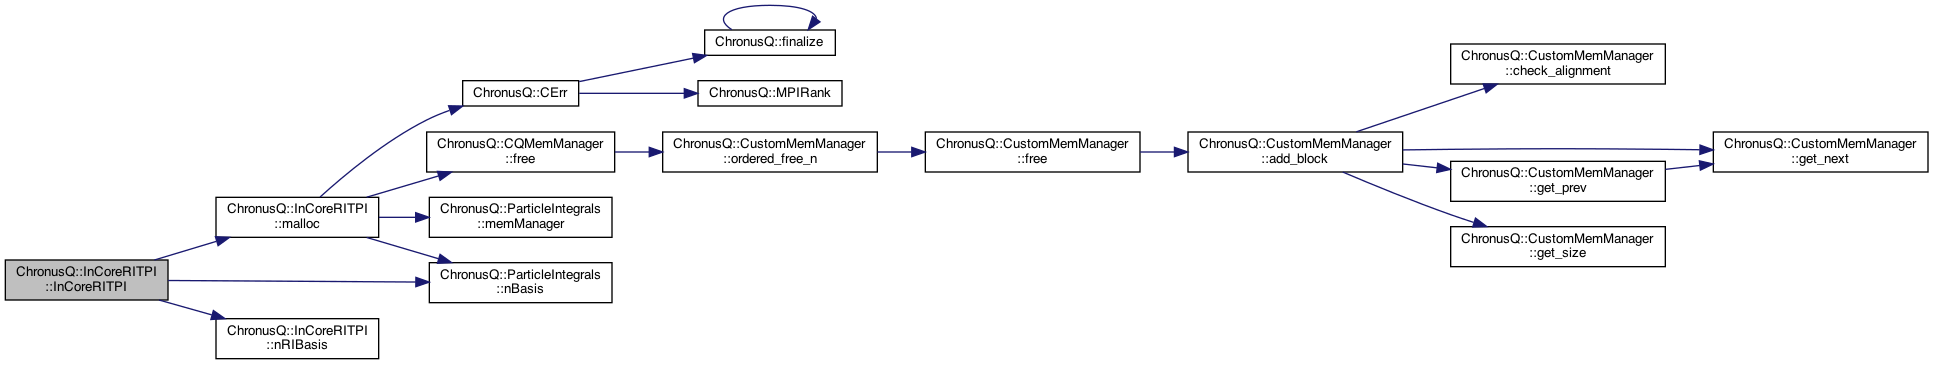 ChronusQ::InCoreRITPI
::InCoreRITPI
ChronusQ::InCoreRITPI
::malloc
ChronusQ::InCoreRITPI
::nRIBasis
ChronusQ::CErr
ChronusQ::CQMemManager
::free
ChronusQ::ParticleIntegrals
::memManager
ChronusQ::ParticleIntegrals
::nBasis
ChronusQ::finalize
ChronusQ::MPIRank
ChronusQ::CustomMemManager
::ordered_free_n
ChronusQ::CustomMemManager
::free
ChronusQ::CustomMemManager
::add_block
ChronusQ::CustomMemManager
::check_alignment
ChronusQ::CustomMemManager
::get_prev
ChronusQ::CustomMemManager
::get_size
ChronusQ::CustomMemManager
::get_next